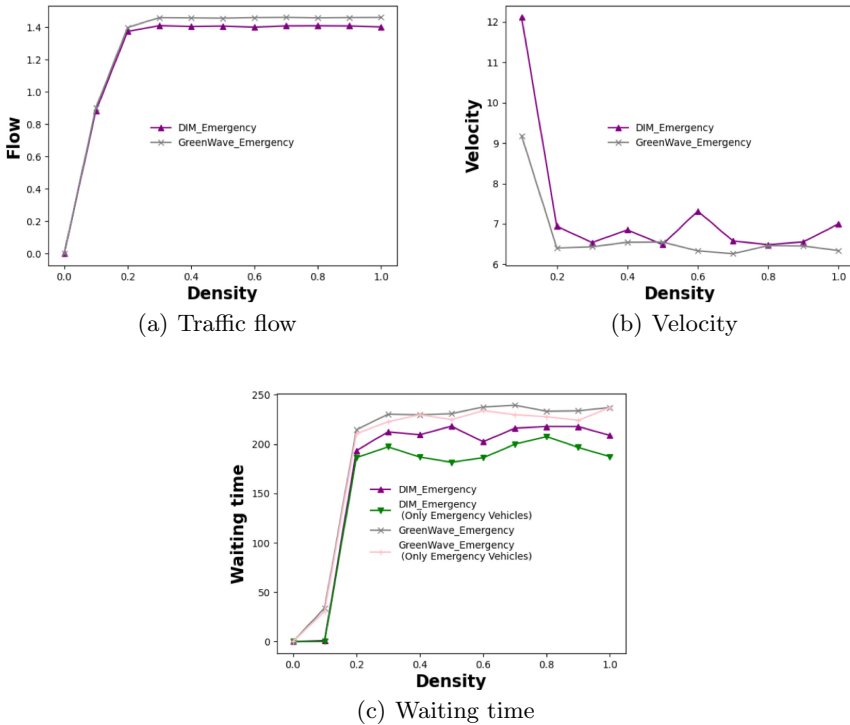 1.4
1.2
1.0
0.8
0.6
0.4
0.2
0.0
Flow
DIM_Emergency
GreenWave_Emergency
0.0 0.2 0.4 0.6 0.8 1.0
Density
(a) Traffic flow
12
11
10
9
8
7
6
Velocity
DIM_Emergency
GreenWave_Emergency
0.2 0.4 0.6 0.8 1.0
Density
(b) Velocity
250
200
150
100
50
0
Waiting time
DIM_Emergency
DIM_Emergency
(Only Emergency Vehicles)
GreenWave_Emergency
GreenWave_Emergency
(Only Emergency Vehicles)
0.0 0.2 0.4 0.6 0.8 1.0
Density
(c) Waiting time